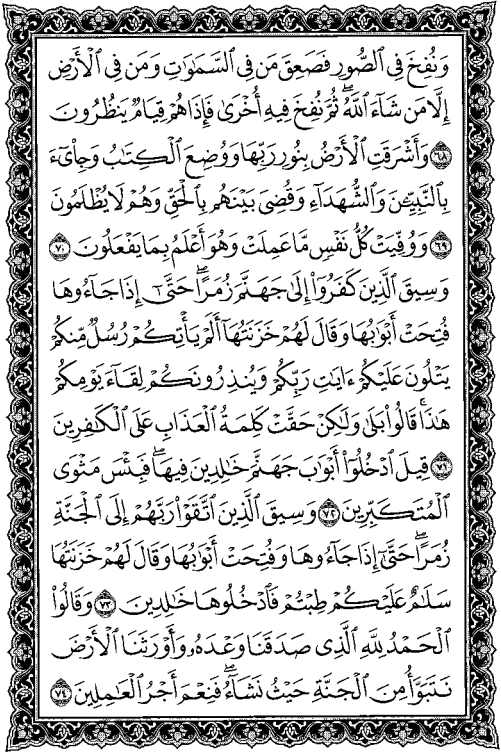 وَنُفِخَ فِي ٱلصُّورِ فَصَعِقَ مَن فِي ٱلسَّمَٰوَٰتِ وَمَن فِي ٱلْأَرْضِ
إِلَّا مَن شَآءَ ٱللَّهُۖ ثُمَّ نُفِخَ فِيهِ أُخْرَىٰ فَإِذَا هُمْ قِيَامٌ يَنظُرُونَ
٦٨ وَأَشْرَقَتِ ٱلْأَرْضُ بِنُورِ رَبِّهَا وَوُضِعَ ٱلْكِتَٰبُ وَجِاْيٓءَ
بِٱلنَّبِيِّۦنَ وَٱلشُّهَدَآءِ وَقُضِىَ بَيْنَهُم بِٱلْحَقِّ وَهُمْ لَا يُظْلَمُونَ
٦٩ وَوُفِّيَتْ كُلُّ نَفْسٍ مَّا عَمِلَتْ وَهُوَ أَعْلَمُ بِمَا يَفْعَلُونَ ٧٠
وَسِيقَ ٱلَّذِينَ كَفَرُوٓاْ إِلَىٰ جَهَنَّمَ زُمَرًاۖ حَتَّىٰٓ إِذَا جَآءُوهَا
فُتِحَتْ أَبْوَٰبُهَا وَقَالَ لَهُمْ خَزَنَتُهَآ أَلَمْ يَأْتِكُمْ رُسُلٌ مِّنكُمْ
يَتْلُونَ عَلَيْكُمْ ءَايَٰتِ رَبِّكُمْ وَيُنذِرُونَكُمْ لِقَآءَ يَوْمِكُمْ
هَٰذَاۚ قَالُواْ بَلَىٰ وَلَٰكِنْ حَقَّتْ كَلِمَةُ ٱلْعَذَابِ عَلَى ٱلْكَٰفِرِينَ
٧١ قِيلَ ٱدْخُلُوٓاْ أَبْوَٰبَ جَهَنَّمَ خَٰلِدِينَ فِيهَاۖ فَبِئْسَ مَثْوَى
ٱلْمُتَكَبِّرِينَ ٧٢ وَسِيقَ ٱلَّذِينَ ٱتَّقَوْاْ رَبَّهُمْ إِلَى ٱلْجَنَّةِ
زُمَرًاۖ حَتَّىٰٓ إِذَا جَآءُوهَا وَفُتِحَتْ أَبْوَٰبُهَا وَقَالَ لَهُمْ خَزَنَتُهَا
سَلَٰمٌ عَلَيْكُمْ طِبْتُمْ فَٱدْخُلُوهَا خَٰلِدِينَ ٧٣ وَقَالُواْ
ٱلْحَمْدُ لِلَّهِ ٱلَّذِى صَدَقَنَا وَعْدَهُۥ وَأَوْرَثَنَا ٱلْأَرْضَ
نَتَبَوَّأُ مِنَ ٱلْجَنَّةِ حَيْثُ نَشَآءُۖ فَنِعْمَ أَجْرُ ٱلْعَٰمِلِينَ ٧٤